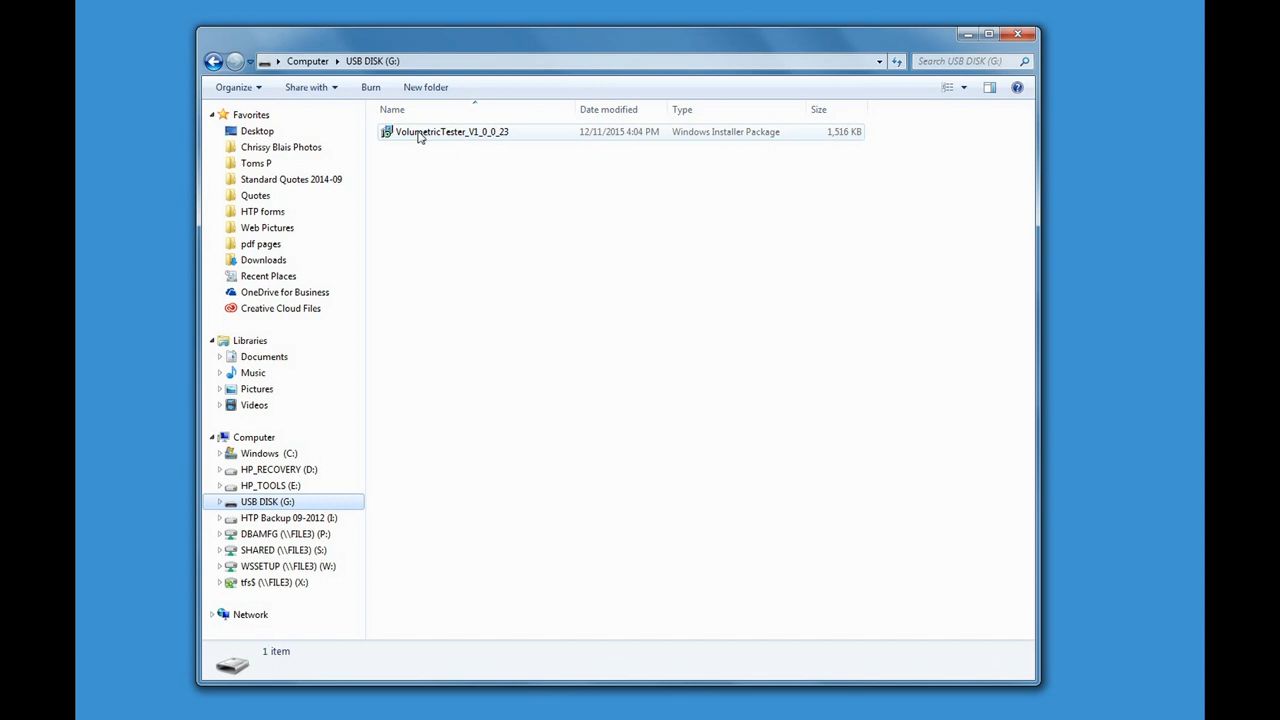 Computer
USB DISK (G:)
Search USB DISK (G:)
Organize
Share with
Burn
New folder
Name
Date modified
Type
Size
VolumetricTester_V1_0_0_23
12/11/2015 4:04 PM
Windows Installer Package
1,516 KB
Favorites
Desktop
Chrissy Blais Photos
Toms P
Standard Quotes 2014-09
Quotes
HTP forms
Web Pictures
pdf pages
Downloads
Recent Places
OneDrive for Business
Creative Cloud Files
Libraries
Documents
Music
Pictures
Videos
Computer
Windows (C:)
HP_RECOVERY (D:)
HP_TOOLS (E:)
USB DISK (G:)
HTP Backup 09-2012 (I:)
DBAMFG (\\FILE3) (P:)
SHARED (\\FILE3) (S:)
WSSETUP (\\FILE3) (W:)
tfs$ (\\FILE3) (X:)
Network
1 item